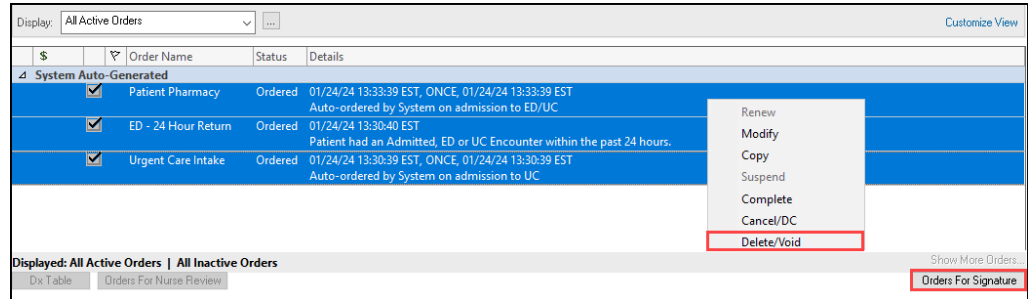 Display: All Active Orders ... Customize View
$ Order Name Status Details
System Auto-Generated
Patient Pharmacy Ordered 01/24/24 13:33:39 EST, ONCE, 01/24/24 13:33:39 EST
Auto-ordered by System on admission to ED/UC
ED - 24 Hour Return Ordered 01/24/24 13:30:40 EST
Patient had an Admitted, ED or UC Encounter within the past 24 hours.
Urgent Care Intake Ordered 01/24/24 13:30:39 EST, ONCE, 01/24/24 13:30:39 EST
Auto-ordered by System on admission to UC
Renew
Modify
Copy
Suspend
Complete
Cancel/DC
Delete/Void
Displayed: All Active Orders | All Inactive Orders Show More Orders...
Dx Table Orders For Nurse Review Orders For Signature